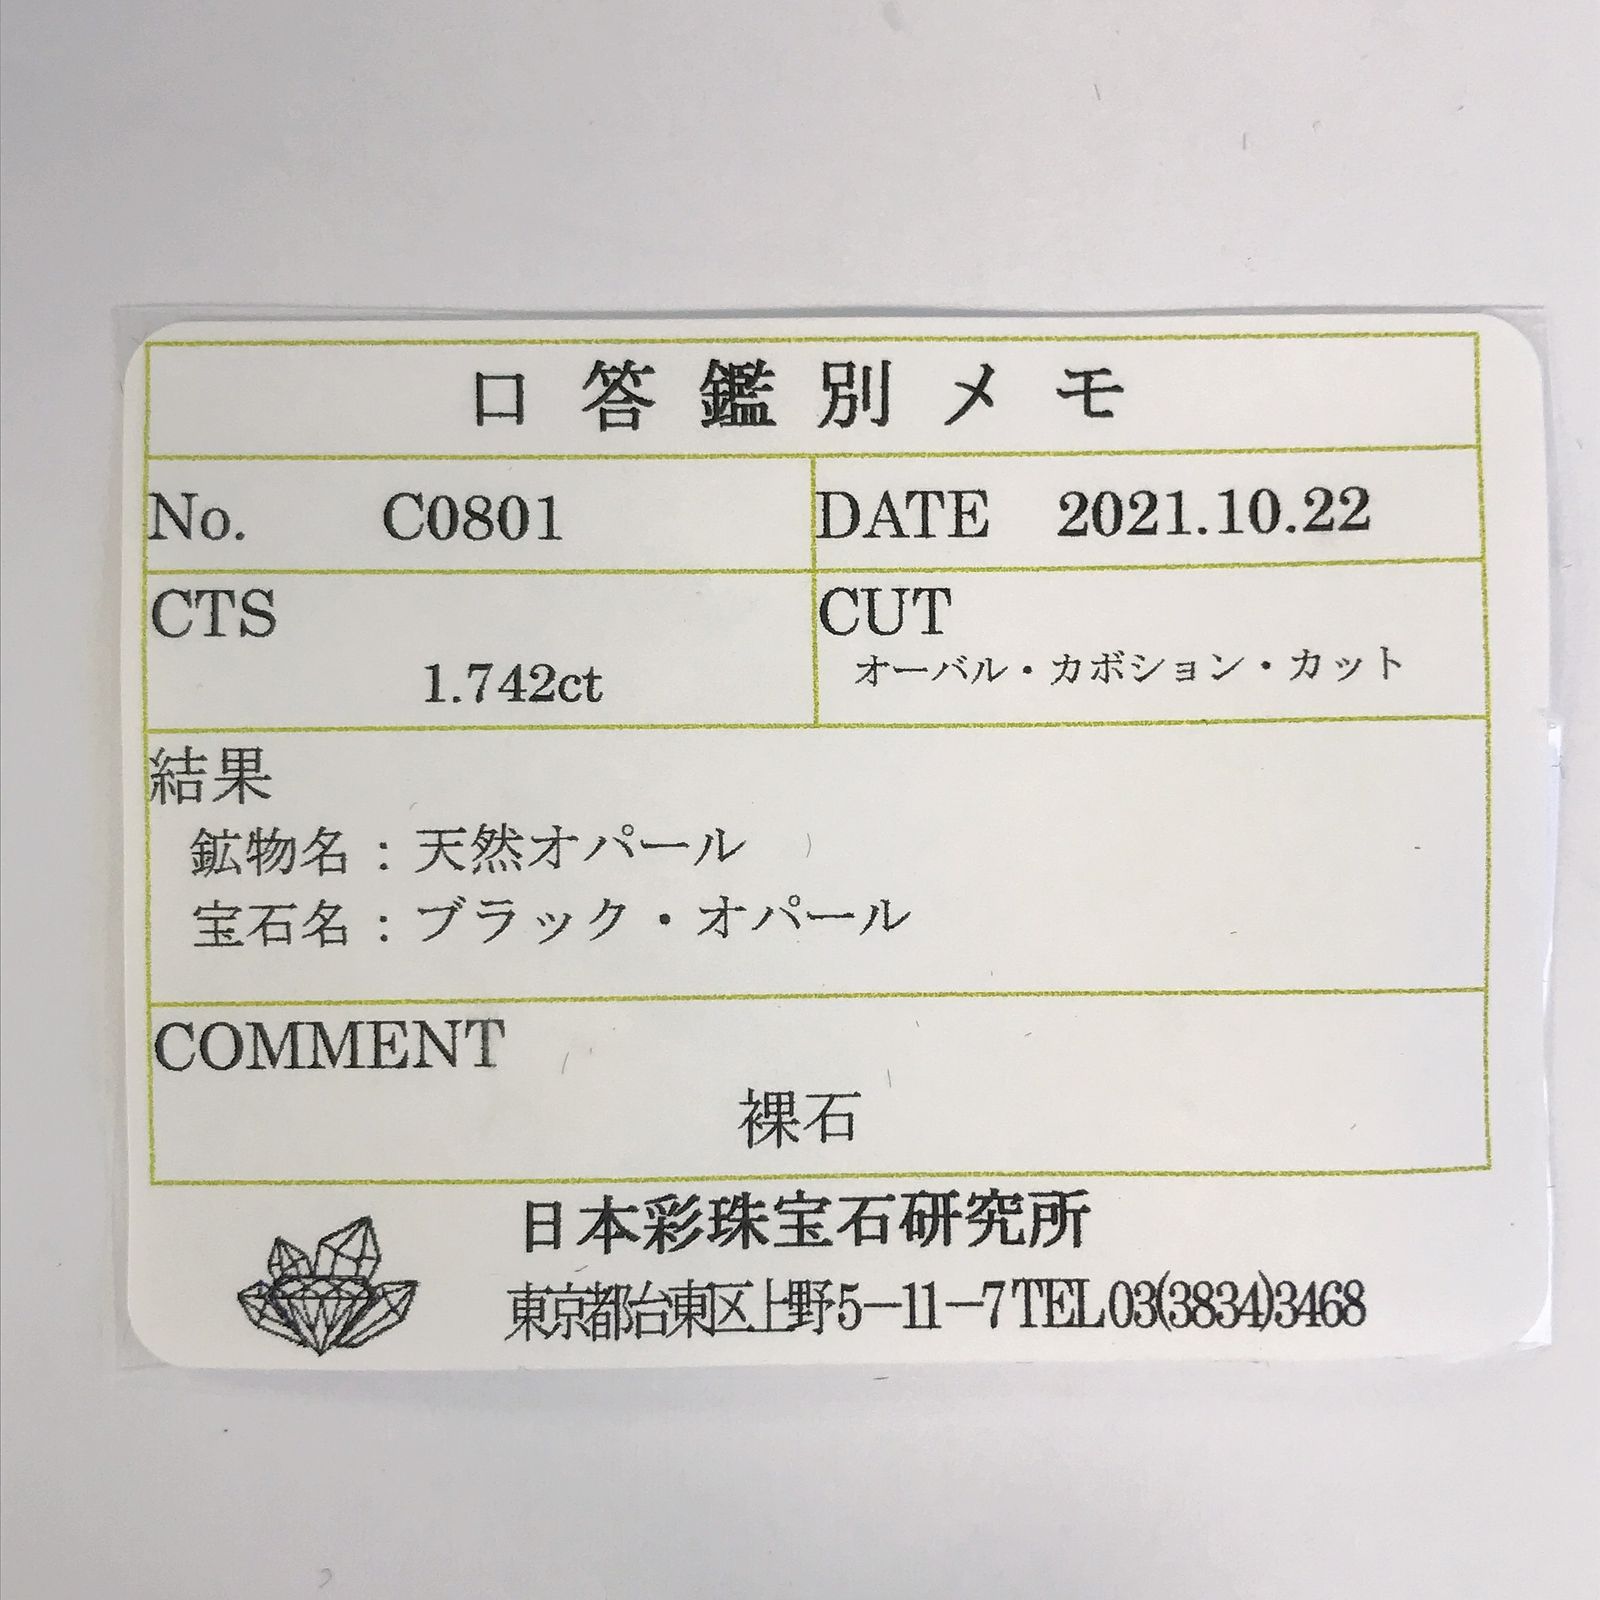 口答鑑別メモ
No. C0801 DATE 2021.10.22
CTS CUT
1.742ct オーバル・カボション・カット
結果
鉱物名：天然オパール
宝石名：ブラック・オパール
COMMENT
裸石
日本彩珠宝石研究所
東京都台東区上野5－11－7 TEL 03(3834)3468